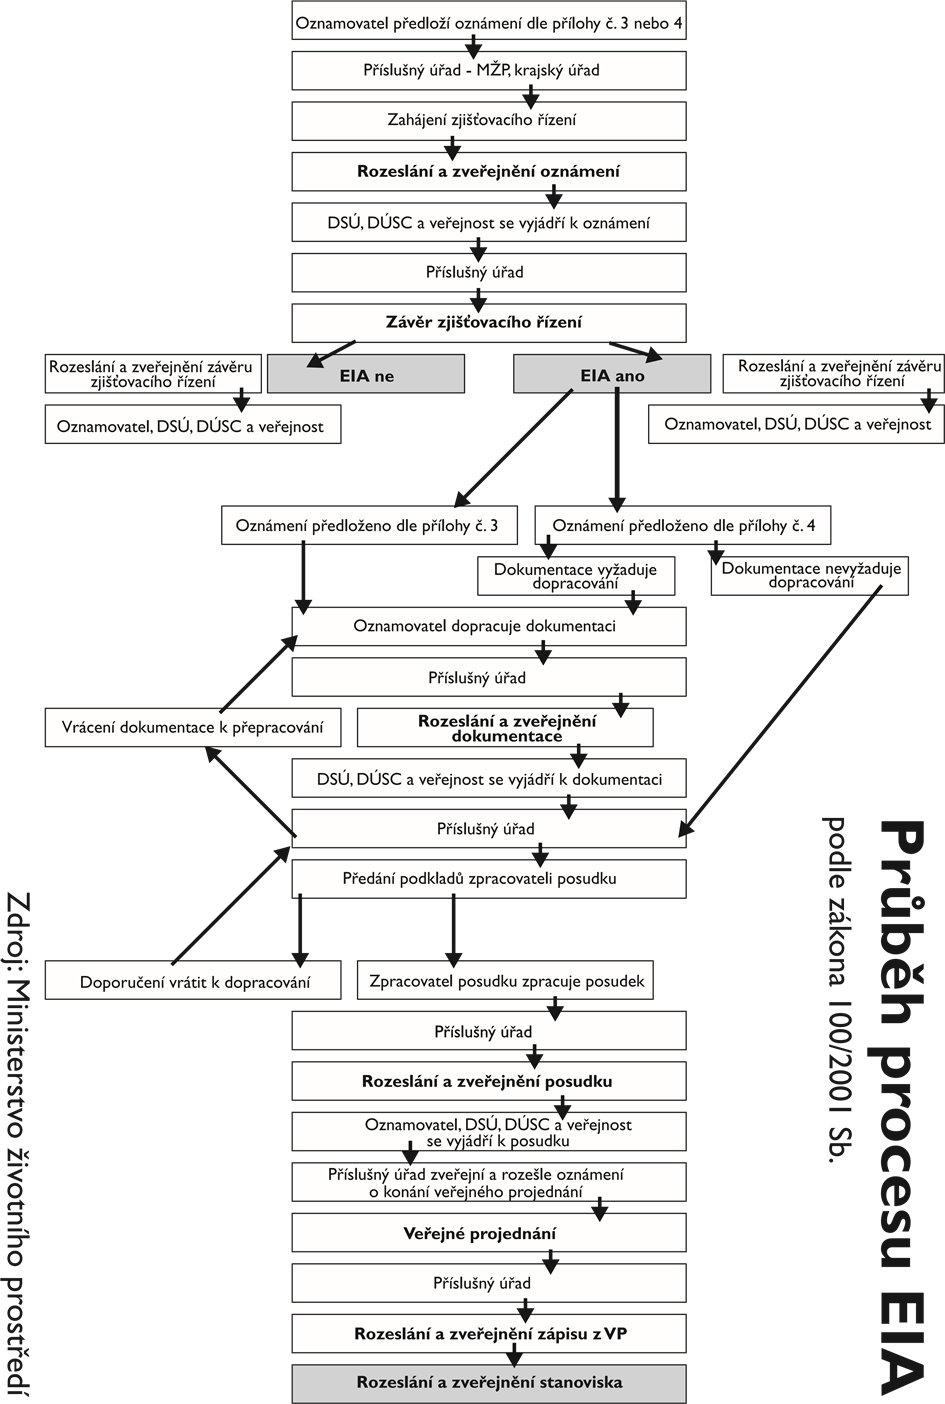 Oznamovatel předloží oznámení dle přílohy č. 3 nebo 4
Příslušný úřad - MŽP, krajský úřad
Zahájení zjišťovacího řízení
Rozeslání a zveřejnění oznámení
DSÚ, DÚSC a veřejnost se vyjádří k oznámení
Příslušný úřad
Závěr zjišťovacího řízení
Rozeslání a zveřejnění závěru
zjišťovacího řízení
EIA ne
EIA ano
Rozeslání a zveřejnění závěru
zjišťovacího řízení
Oznamovatel, DSÚ, DÚSC a veřejnost
Oznamovatel, DSÚ, DÚSC a veřejnost
Oznámení předloženo dle přílohy č. 3
Oznámení předloženo dle přílohy č. 4
Dokumentace vyžaduje
dopracování
Dokumentace nevyžaduje
dopracování
Oznamovatel dopracuje dokumentaci
Příslušný úřad
Vrácení dokumentace k přepracování
Rozeslání a zveřejnění
dokumentace
DSÚ, DÚSC a veřejnost se vyjádří k dokumentaci
Příslušný úřad
Předání podkladů zpracovateli posudku
Doporučení vrátit k dopracování
Zpracovatel posudku zpracuje posudek
Příslušný úřad
Rozeslání a zveřejnění posudku
Oznamovatel, DSÚ, DÚSC a veřejnost
se vyjádří k posudku
Příslušný úřad zveřejní a rozešle oznámení
o konání veřejného projednání
Veřejné projednání
Příslušný úřad
Rozeslání a zveřejnění zápisu z VP
Rozeslání a zveřejnění stanoviska
Průběh procesu EIA
podle zákona 100/2001 Sb.
Zdroj: Ministerstvo životního prostředí